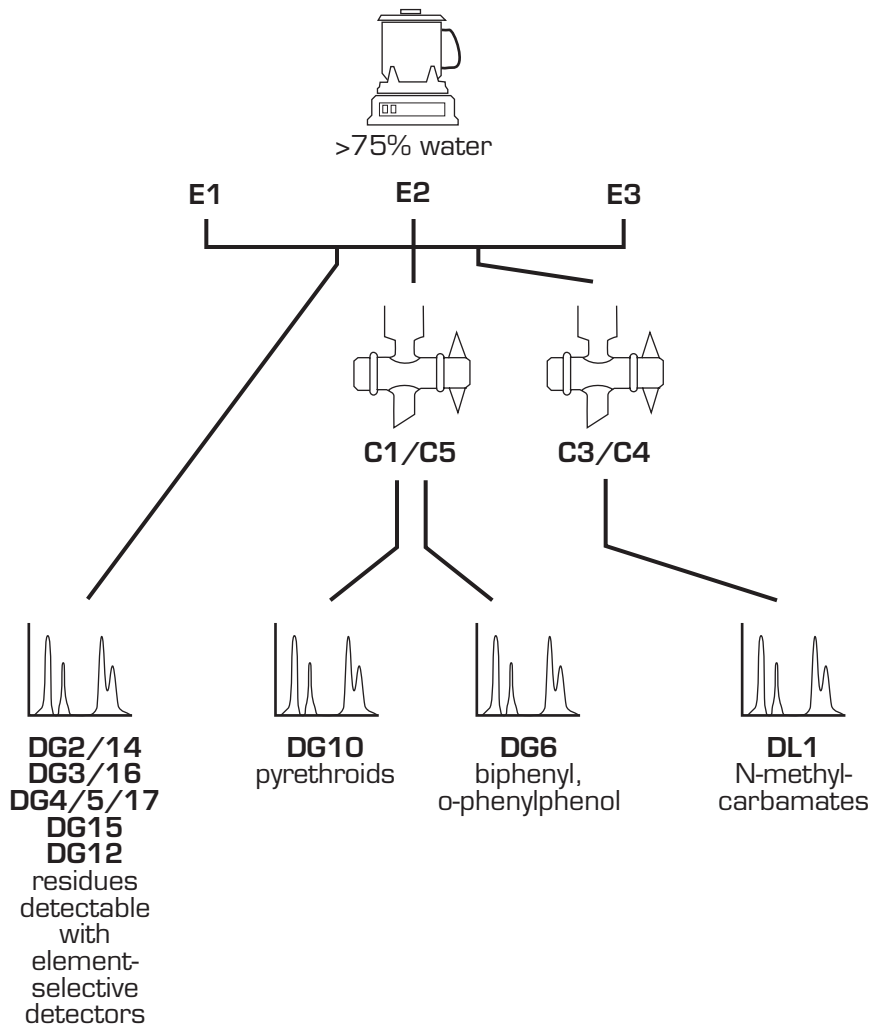 >75% water
E1
E2
E3
C1/C5
C3/C4
DG2/14
DG3/16
DG4/5/17
DG15
DG12
residues
detectable
with
element-
selective
detectors
DG10
pyrethroids
DG6
biphenyl,
o-phenylphenol
DL1
N-methyl-
carbamates